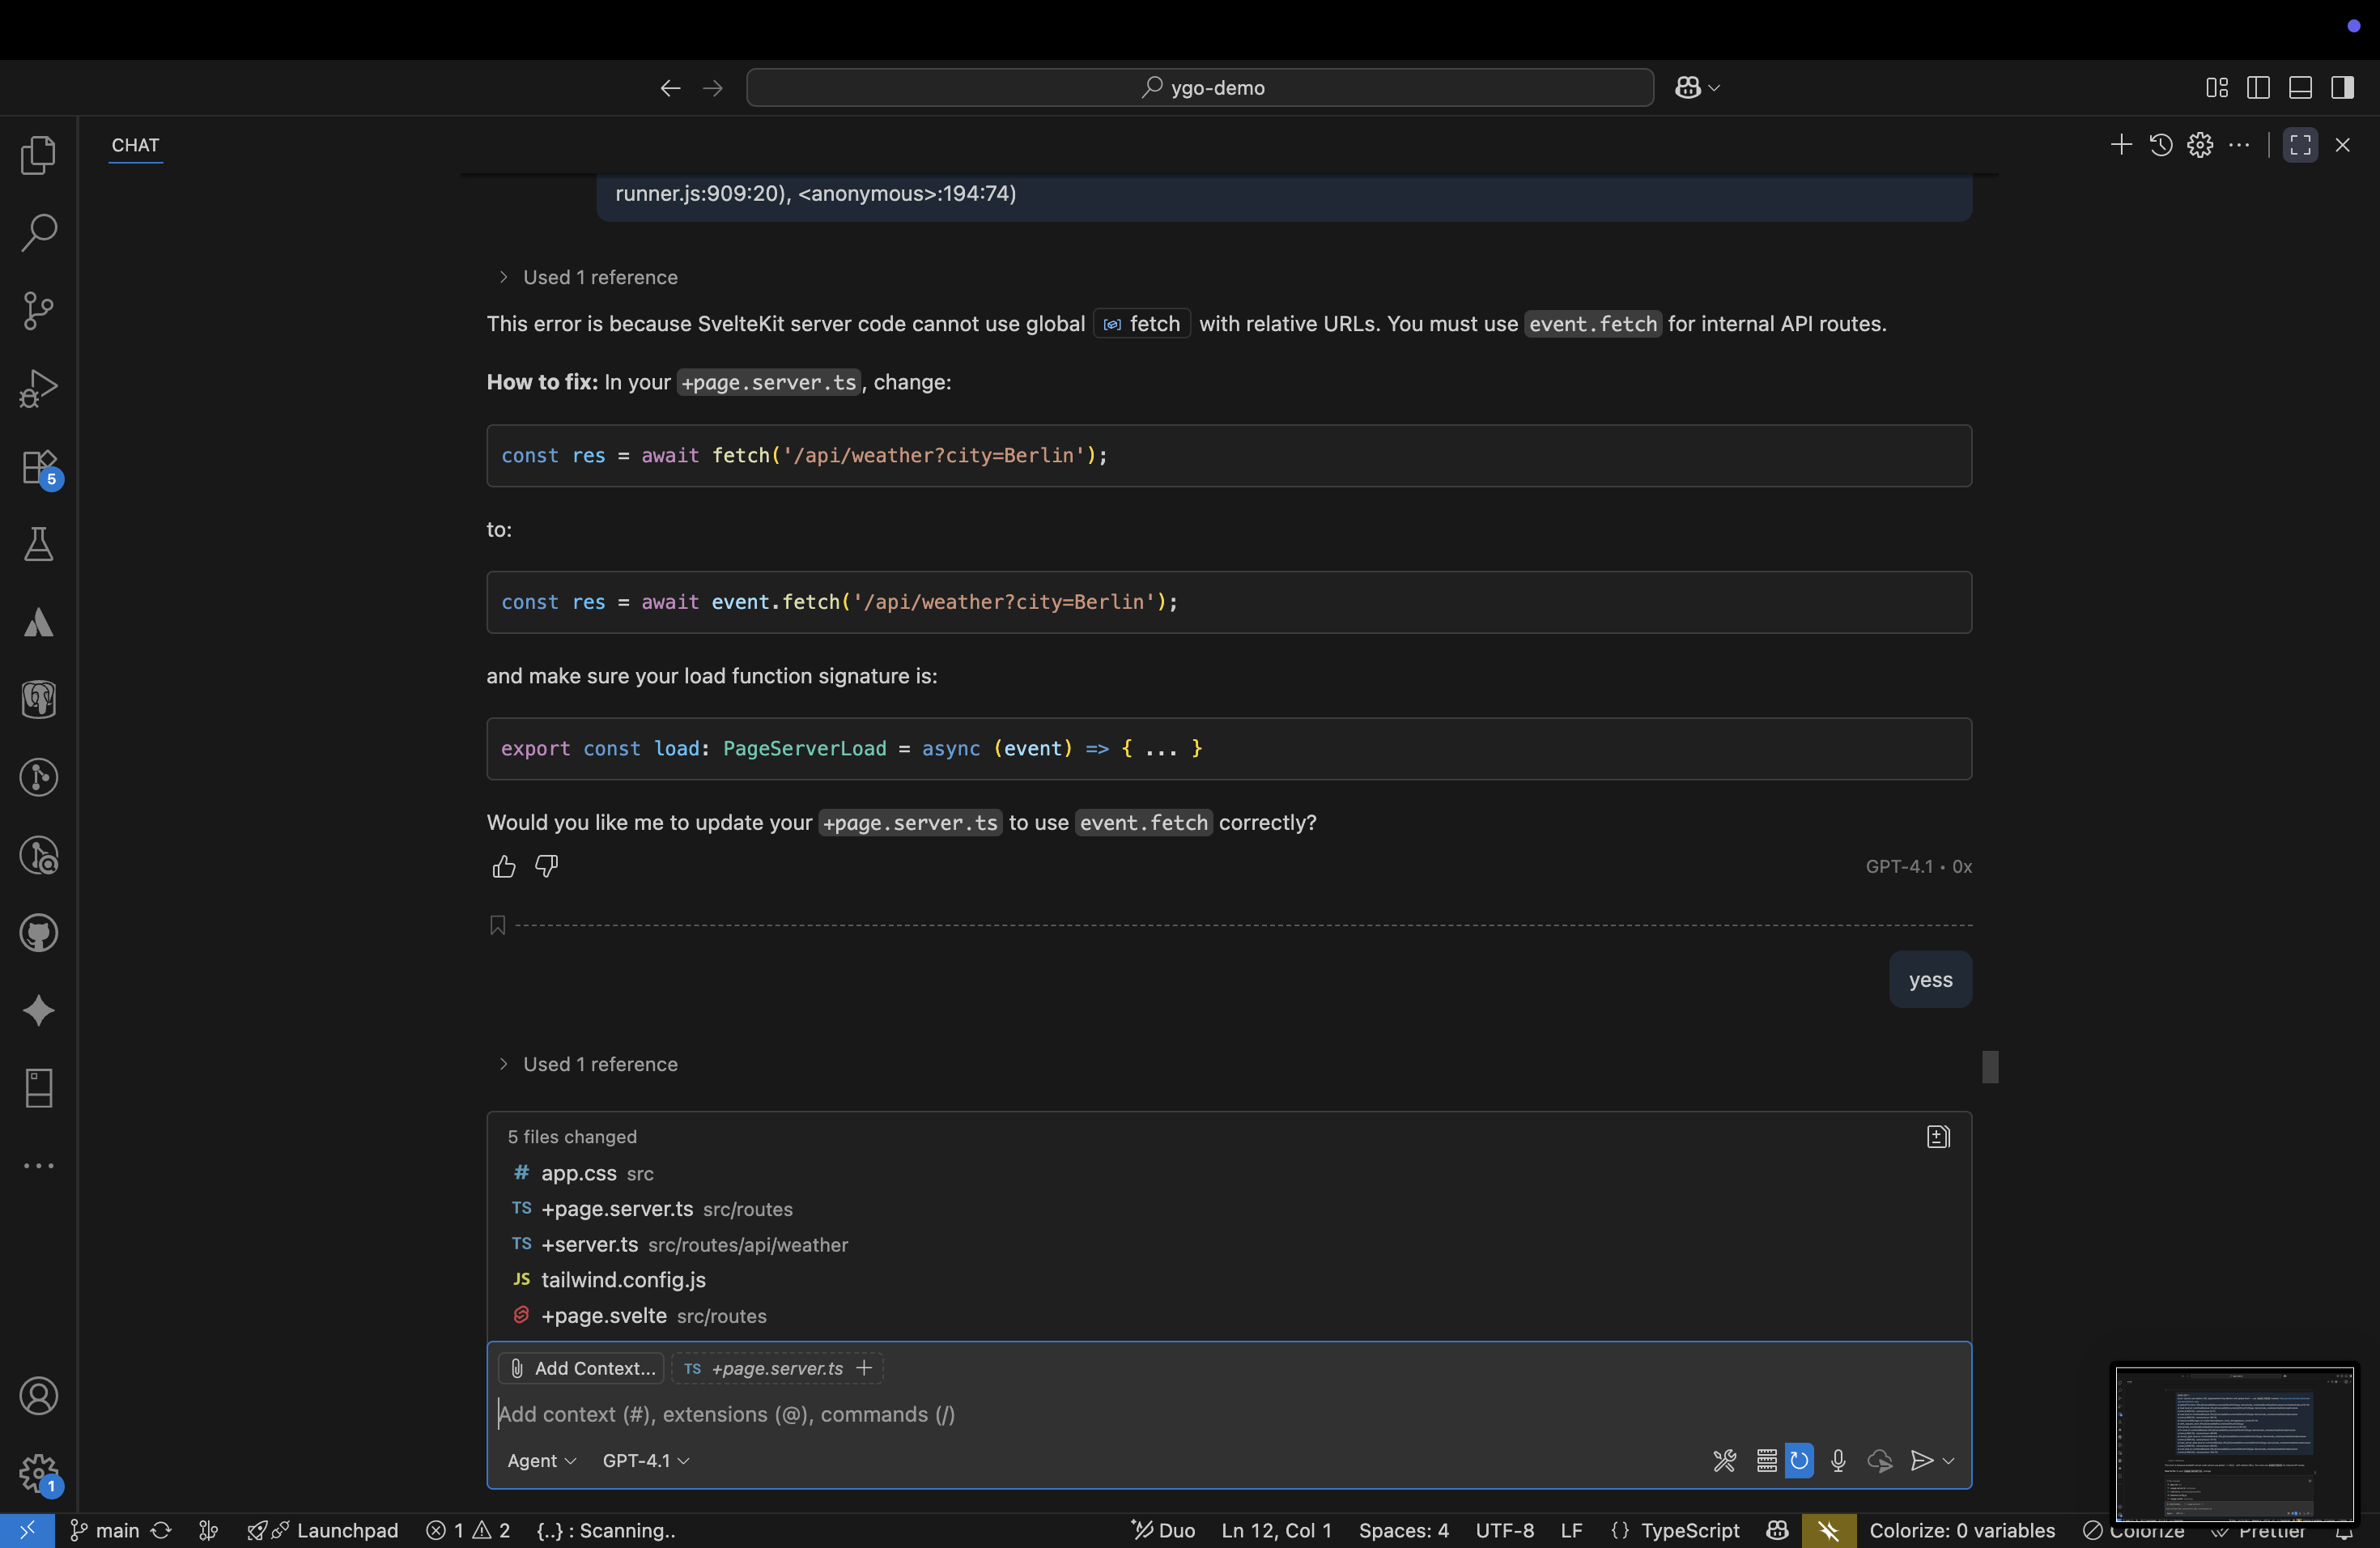 ygo-demo
CHAT
runner.js:909:20), <anonymous>:194:74)
Used 1 reference
This error is because SvelteKit server code cannot use global fetch with relative URLs. You must use event.fetch for internal API routes.
How to fix: In your +page.server.ts, change:
const res = await fetch('/api/weather?city=Berlin');
to:
const res = await event.fetch('/api/weather?city=Berlin');
and make sure your load function signature is:
export const load: PageServerLoad = async (event) => { ... }
Would you like me to update your +page.server.ts to use event.fetch correctly?
GPT-4.1 • 0x
yess
Used 1 reference
5 files changed
# app.css src
TS +page.server.ts src/routes
TS +server.ts src/routes/api/weather
JS tailwind.config.js
+page.svelte src/routes
Add Context... TS +page.server.ts
Add context (#), extensions (@), commands (/)
Agent GPT-4.1
5
1
main Launchpad 1 2 {..} : Scanning.. Duo Ln 12, Col 1 Spaces: 4 UTF-8 LF {} TypeScript Colorize: 0 variables Colorize Prettier